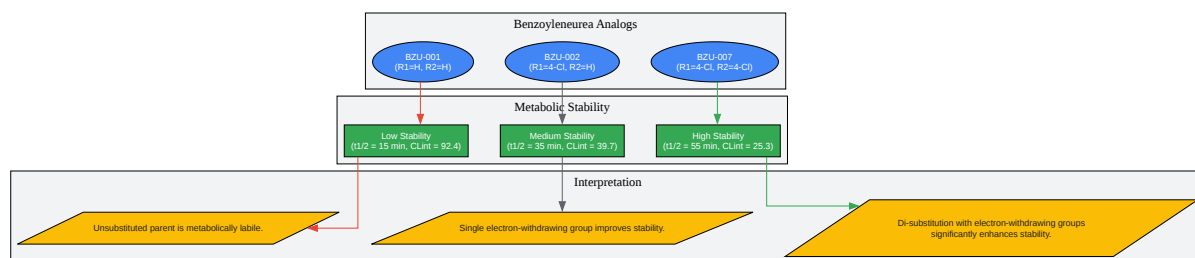 Benzoyleneurea Analogs
BZU-001
(R1=H, R2=H)
BZU-002
(R1=4-Cl, R2=H)
BZU-007
(R1=4-Cl, R2=4-Cl)
Metabolic Stability
Low Stability
(t1/2 = 15 min, CLint = 92.4)
Medium Stability
(t1/2 = 35 min, CLint = 39.7)
High Stability
(t1/2 = 55 min, CLint = 25.3)
Interpretation
Unsubstituted parent is metabolically labile.
Single electron-withdrawing group improves stability.
Di-substitution with electron-withdrawing groups
significantly enhances stability.